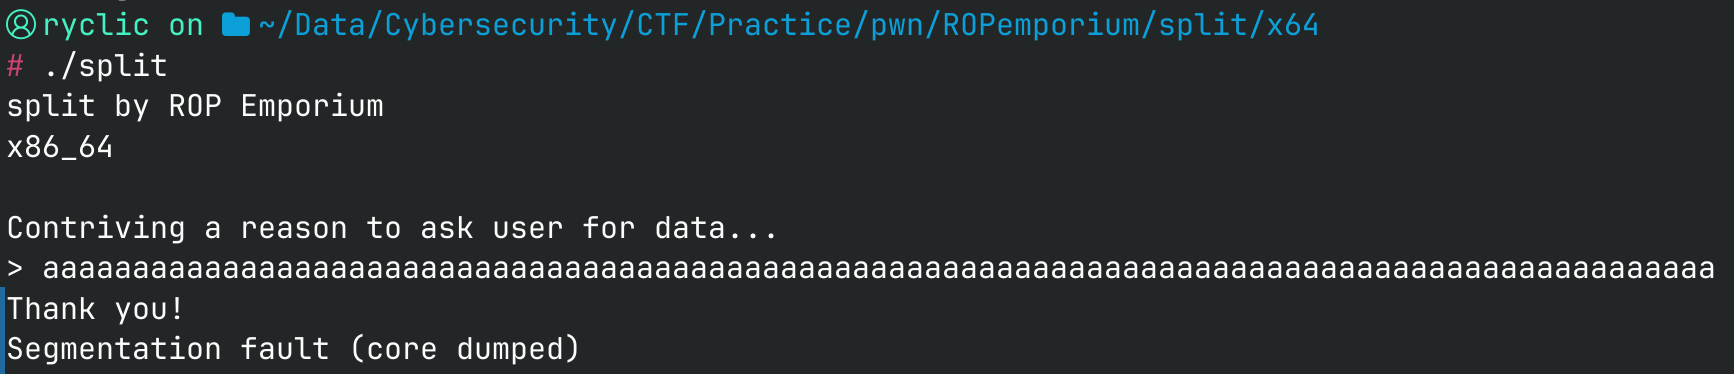 ryclic on ~/Data/Cybersecurity/CTF/Practice/pwn/ROPemporium/split/x64
# ./split
split by ROP Emporium
x86_64
Contriving a reason to ask user for data...
> aaaaaaaaaaaaaaaaaaaaaaaaaaaaaaaaaaaaaaaaaaaaaaaaaaaaaaaaaaaaaaaaaaaaaaaaaaaaaaaaaaaaaaaaaaaaa
Thank you!
Segmentation fault (core dumped)